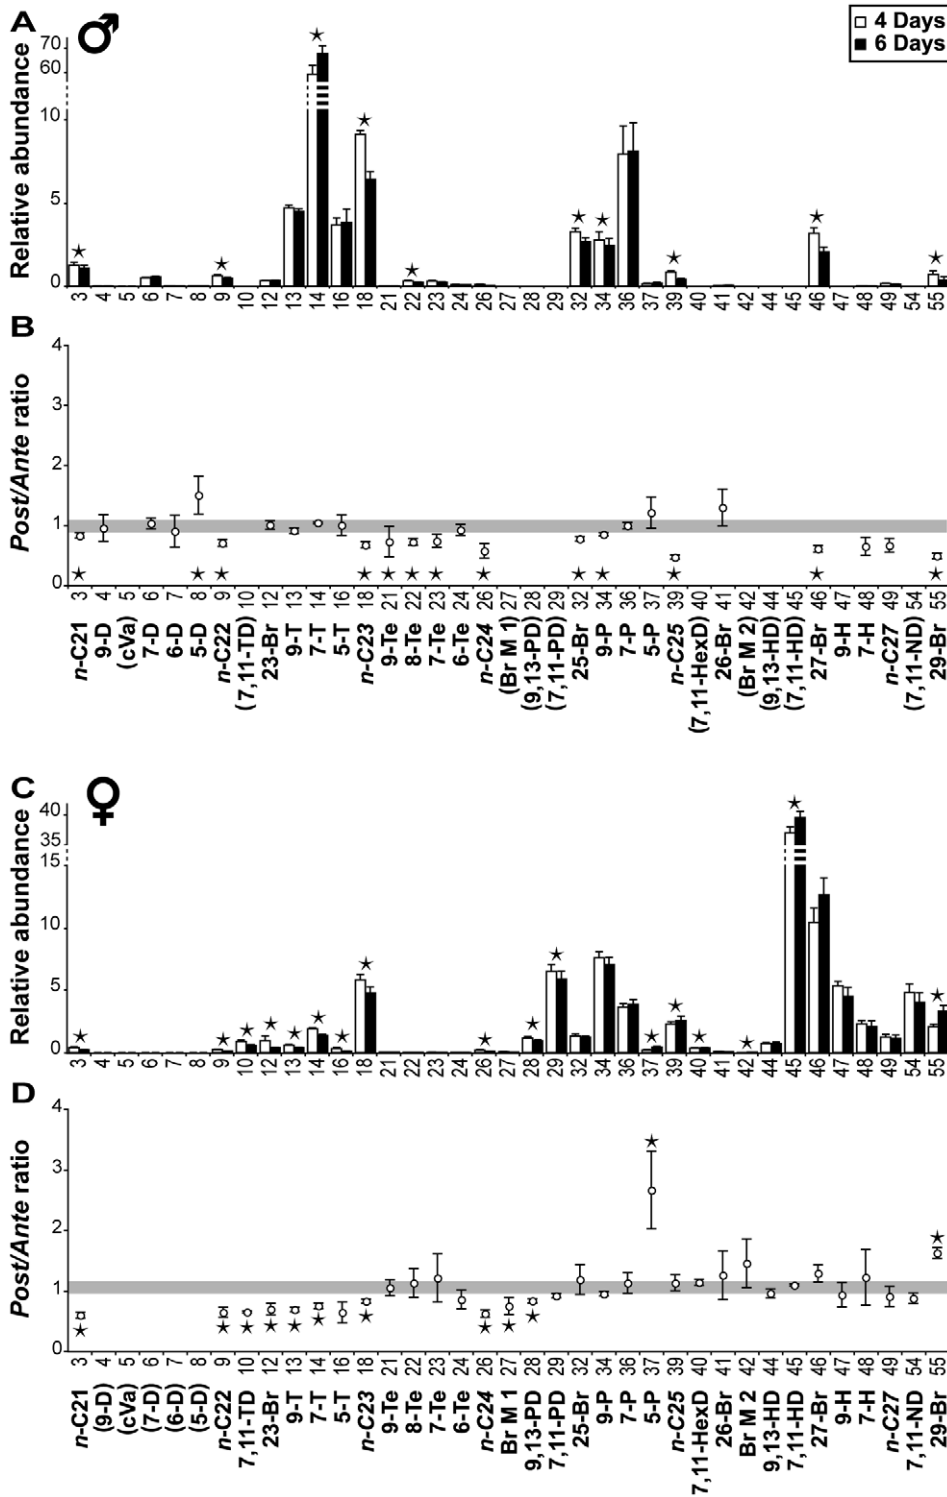 A ♂
4 Days
6 Days
Relative abundance
70
60
10
5
0
3 4 5 6 7 8 9 10 12 13 14 16 18 21 22 23 24 26 27 28 29 32 34 36 37 39 40 41 42 44 45 46 47 48 49 54 55
B
Post/Ante ratio
4
3
2
1
0
3 4 5 6 7 8 9 10 12 13 14 16 18 21 22 23 24 26 27 28 29 32 34 36 37 39 40 41 42 44 45 46 47 48 49 54 55
n-C21
9-D
(cVa)
7-D
6-D
5-D
n-C22
(7,11-TD)
23-Br
9-T
7-T
5-T
n-C23
9-Te
8-Te
7-Te
6-Te
n-C24
(Br M 1)
(9,13-PD)
(7,11-PD)
25-Br
9-P
7-P
5-P
n-C25
(7,11-HexD)
26-Br
(Br M 2)
(9,13-HD)
(7,11-HD)
27-Br
9-H
7-H
n-C27
(7,11-ND)
29-Br
C ♀
Relative abundance
40
35
15
10
5
0
3 4 5 6 7 8 9 10 12 13 14 16 18 21 22 23 24 26 27 28 29 32 34 36 37 39 40 41 42 44 45 46 47 48 49 54 55
D
Post/Ante ratio
4
3
2
1
0
3 4 5 6 7 8 9 10 12 13 14 16 18 21 22 23 24 26 27 28 29 32 34 36 37 39 40 41 42 44 45 46 47 48 49 54 55
n-C21
(9-D)
(cVa)
(7-D)
(6-D)
(5-D)
n-C22
7,11-TD
23-Br
9-T
7-T
5-T
n-C23
9-Te
8-Te
7-Te
6-Te
n-C24
Br M 1
9,13-PD
7,11-PD
25-Br
9-P
7-P
5-P
n-C25
7,11-HexD
26-Br
Br M 2
9,13-HD
7,11-HD
27-Br
9-H
7-H
n-C27
7,11-ND
29-Br